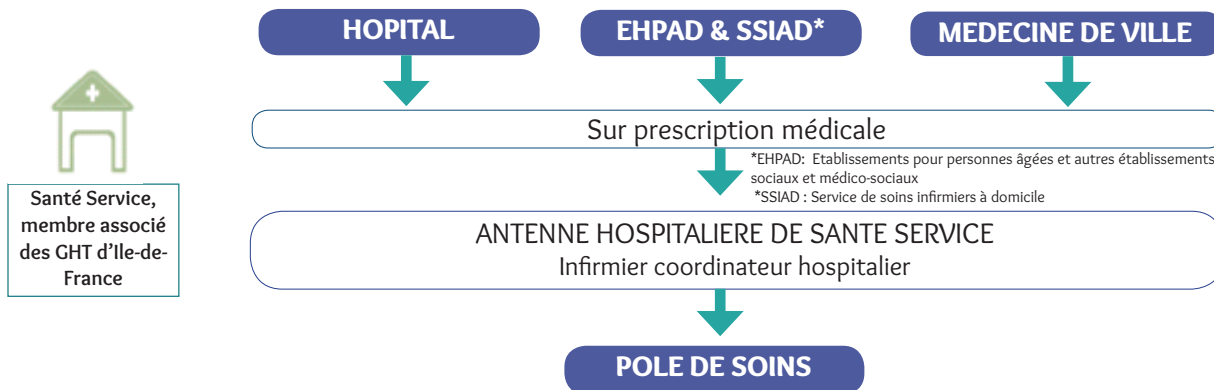 HOPITAL
EHPAD & SSIAD*
MEDECINE DE VILLE
Sur prescription médicale
*EHPAD: Etablissements pour personnes âgées et autres établissements
sociaux et médico-sociaux
*SSIAD : Service de soins infirmiers à domicile
Santé Service,
membre associé
des GHT d'Ile-de-
France
ANTENNE HOSPITALIERE DE SANTE SERVICE
Infirmier coordinateur hospitalier
POLE DE SOINS